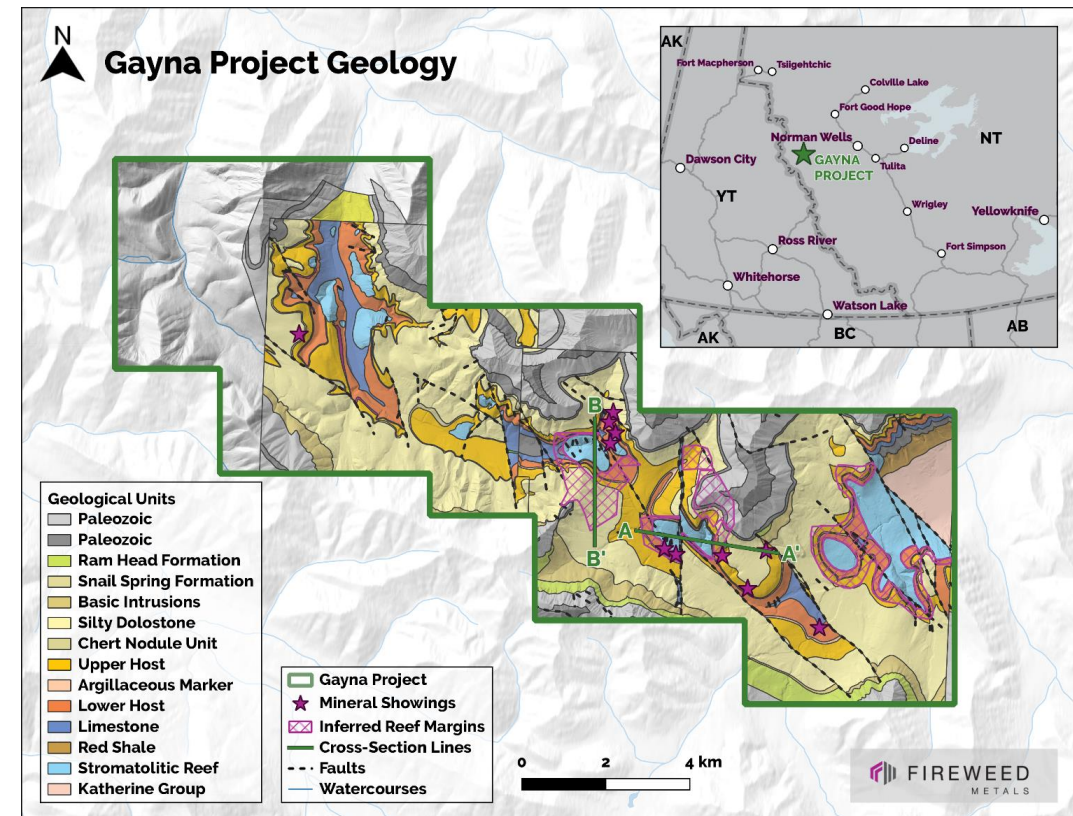 N
Gayna Project Geology
AK
Fort Macpherson
Tsiigehtchic
Colville Lake
Fort Good Hope
Norman Wells
Deline
NT
GAYNA
PROJECT
Tulita
Dawson City
YT
Wrigley
Yellowknife
Ross River
Fort Simpson
Whitehorse
Watson Lake
AK
BC
AB
B
A
A'
B'
Geological Units
Paleozoic
Paleozoic
Ram Head Formation
Snail Spring Formation
Basic Intrusions
Silty Dolostone
Chert Nodule Unit
Upper Host
Argillaceous Marker
Lower Host
Limestone
Red Shale
Stromatolitic Reef
Katherine Group
Gayna Project
Mineral Showings
Inferred Reef Margins
Cross-Section Lines
Faults
Watercourses
0 2 4 km
FIREWEED
METALS